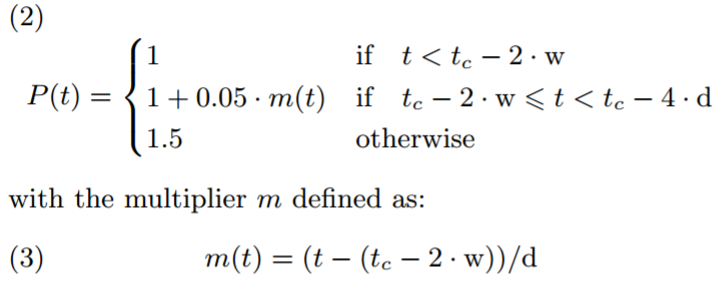 (2)
P(t) = { 1 if t < t_c − 2 · w
1 + 0.05 · m(t) if t_c − 2 · w ⩽ t < t_c − 4 · d
1.5 otherwise
with the multiplier m defined as:
(3) m(t) = (t − (t_c − 2 · w))/d